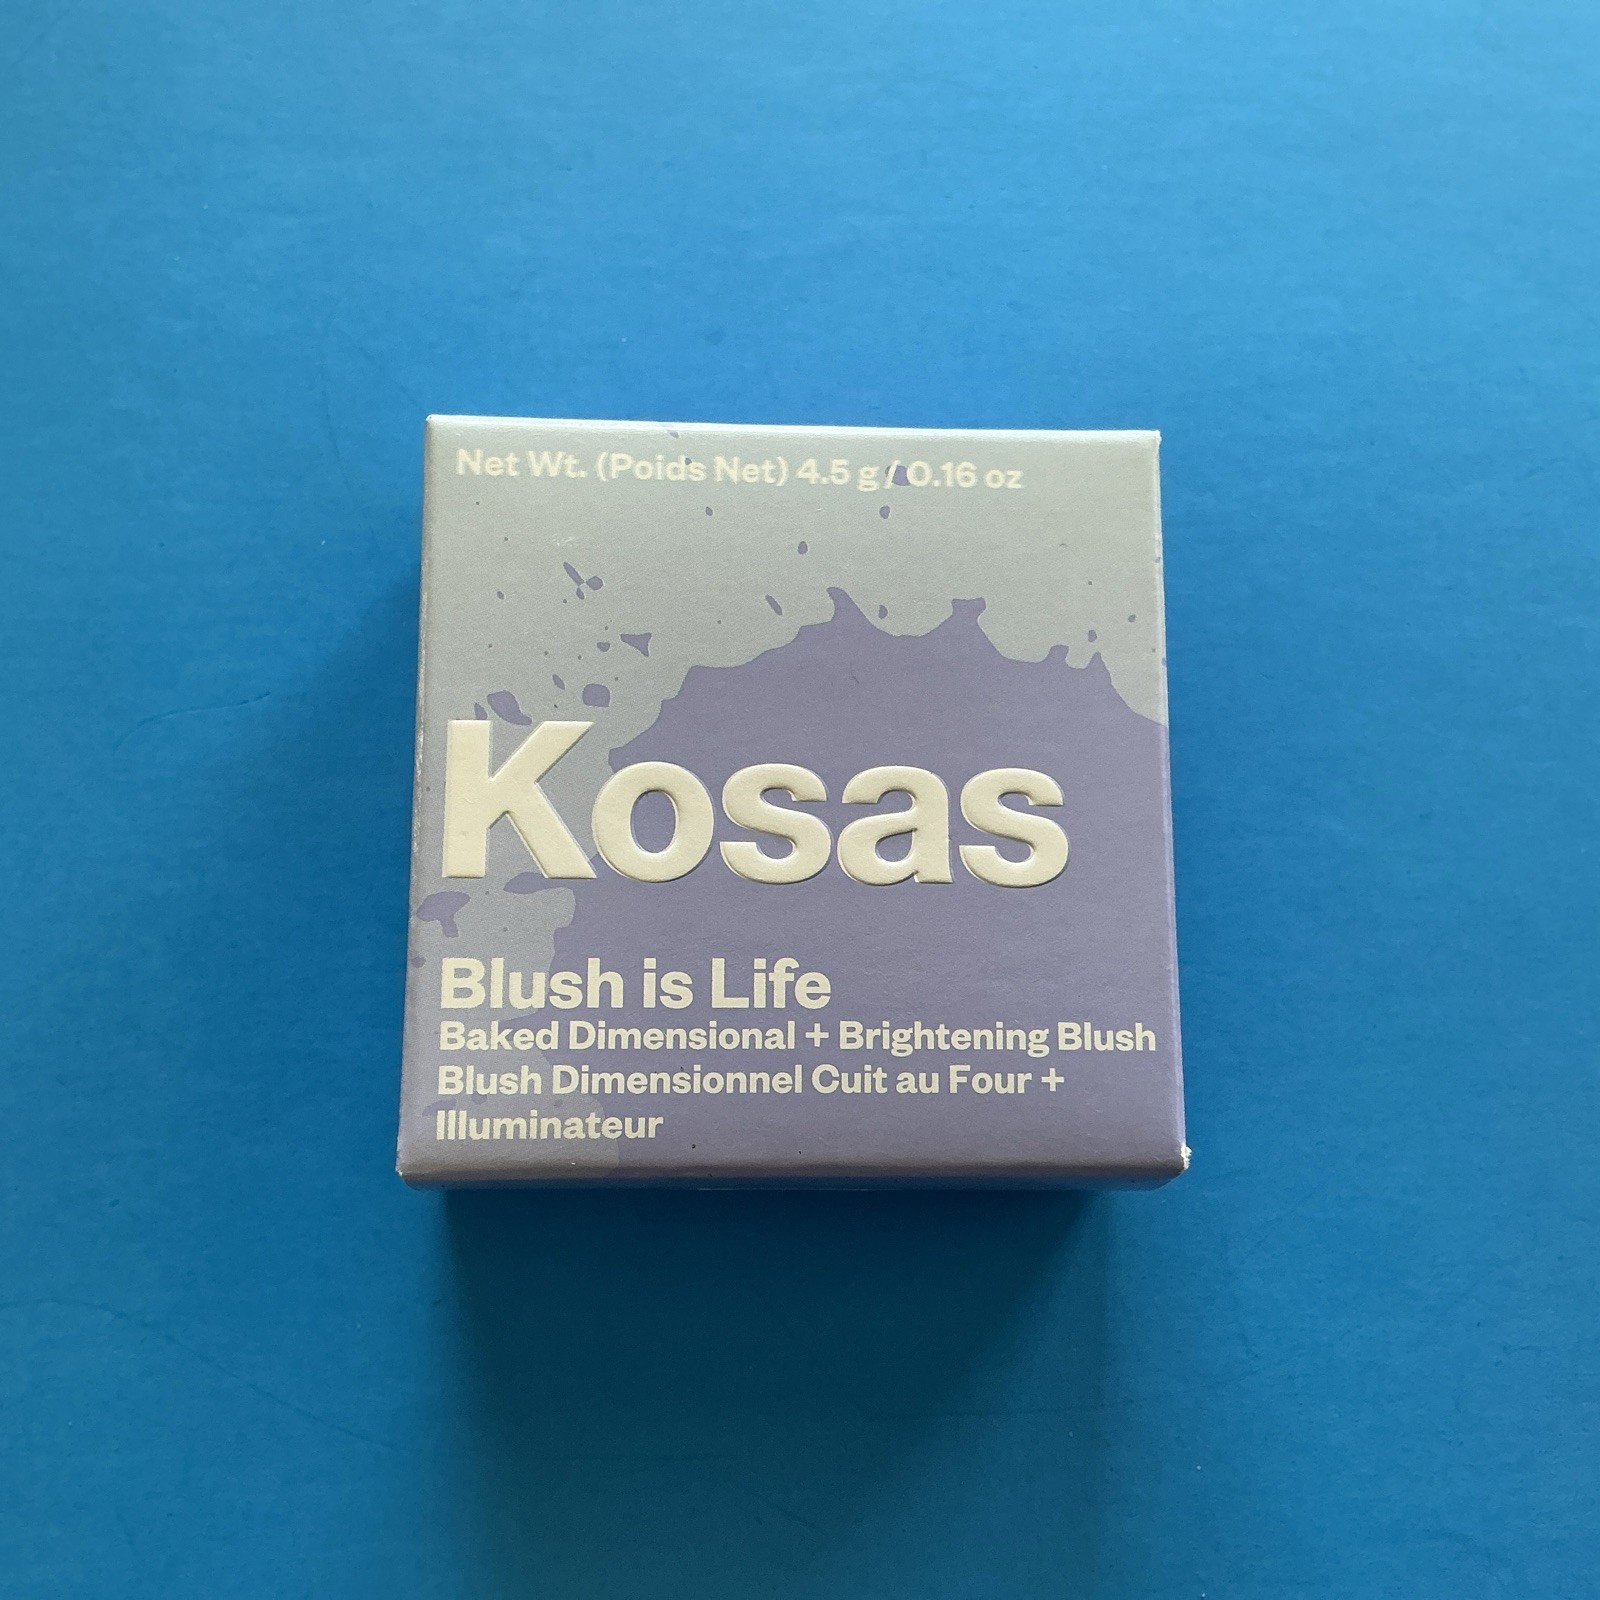 Net Wt. (Poids Net) 4.5 g / 0.16 oz
Kosas
Blush is Life
Baked Dimensional + Brightening Blush
Blush Dimensionnel Cuit au Four +
Illuminateur